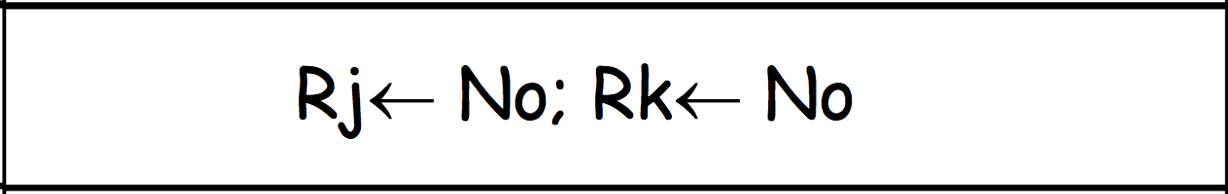 Rj← No; Rk← No